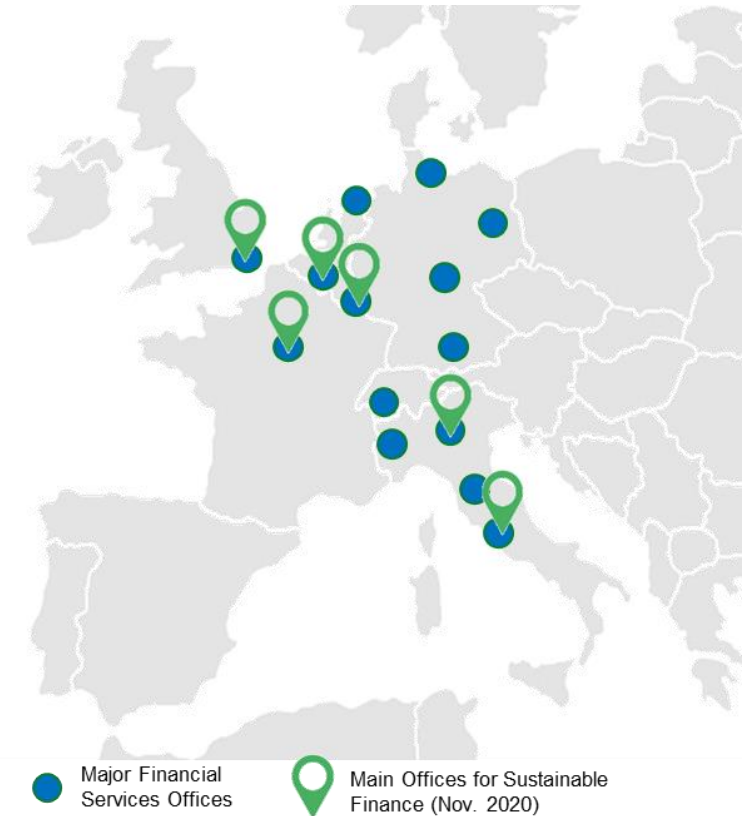 Major Financial
Services Offices
Main Offices for Sustainable
Finance (Nov. 2020)